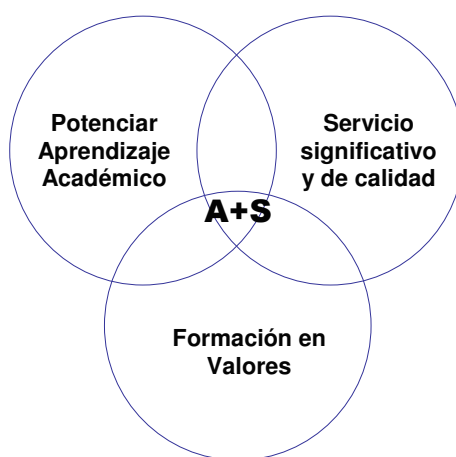 Potenciar
Aprendizaje
Académico
Servicio
significativo
y de calidad
A+S
Formación en
Valores